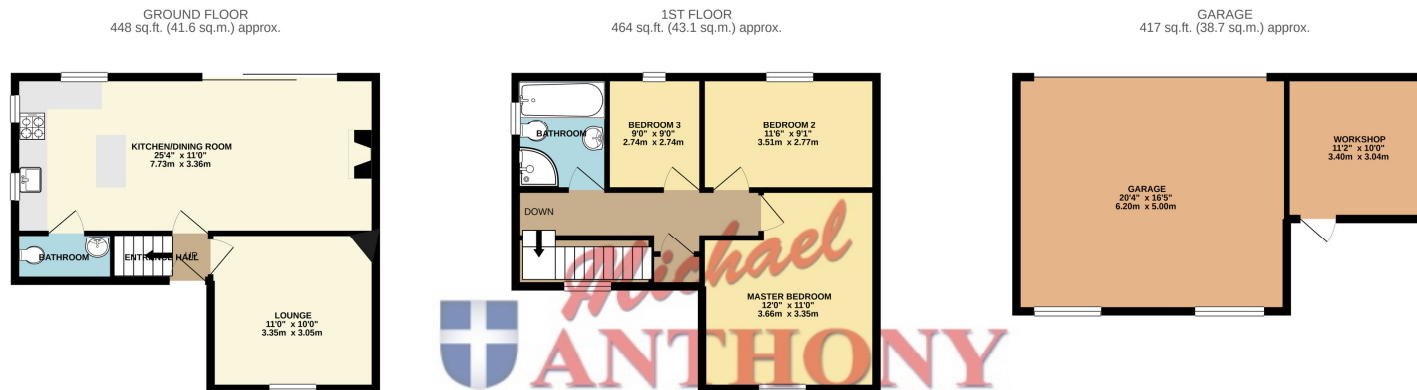 GROUND FLOOR
448 sq.ft. (41.6 sq.m.) approx.
1ST FLOOR
464 sq.ft. (43.1 sq.m.) approx.
GARAGE
417 sq.ft. (38.7 sq.m.) approx.
KITCHEN/DINING ROOM
25'4" x 11'0"
7.73m x 3.36m
BATHROOM
ENTRANCE HALL
UP
LOUNGE
11'0" x 10'0"
3.35m x 3.05m
BATHROOM
BEDROOM 3
9'0" x 9'0"
2.74m x 2.74m
BEDROOM 2
11'6" x 9'1"
3.51m x 2.77m
DOWN
MASTER BEDROOM
12'0" x 11'0"
3.66m x 3.35m
GARAGE
20'4" x 16'5"
6.20m x 5.00m
WORKSHOP
11'2" x 10'0"
3.40m x 3.04m
Michael
ANTHONY